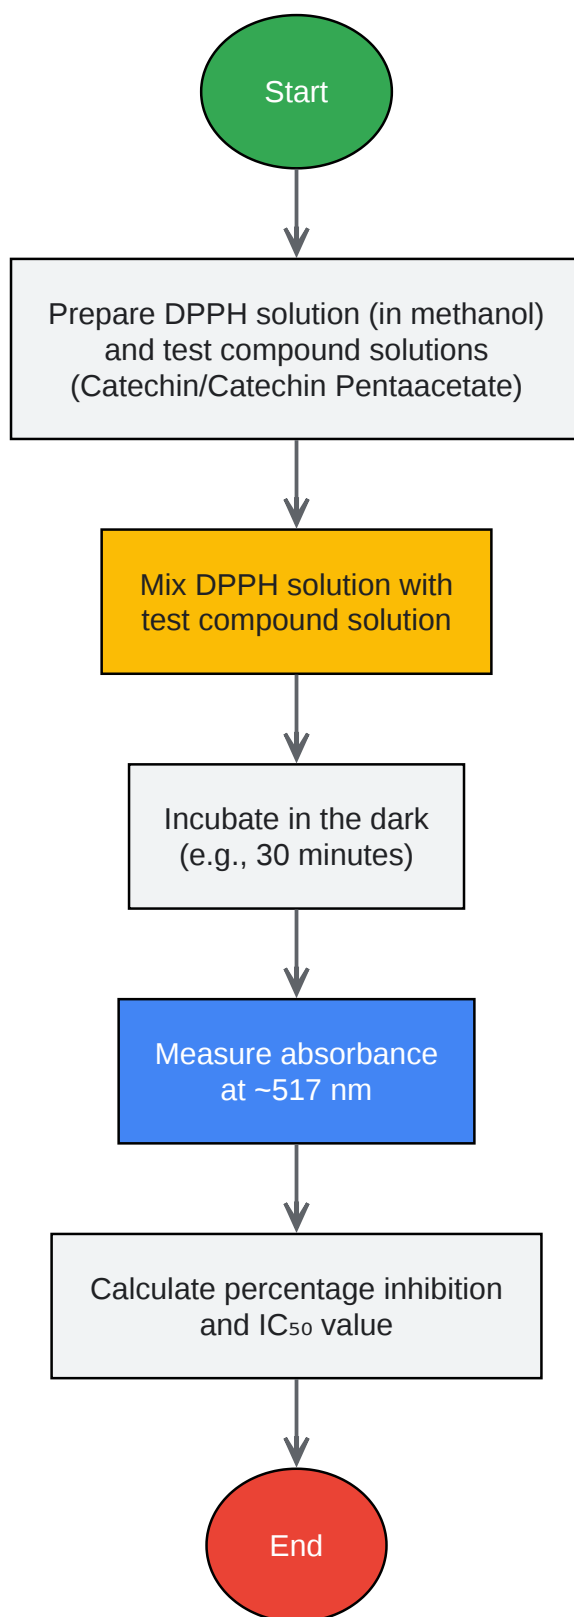 Start
Prepare DPPH solution (in methanol)
and test compound solutions
(Catechin/Catechin Pentaacetate)
Mix DPPH solution with
test compound solution
Incubate in the dark
(e.g., 30 minutes)
Measure absorbance
at ~517 nm
Calculate percentage inhibition
and IC₅₀ value
End